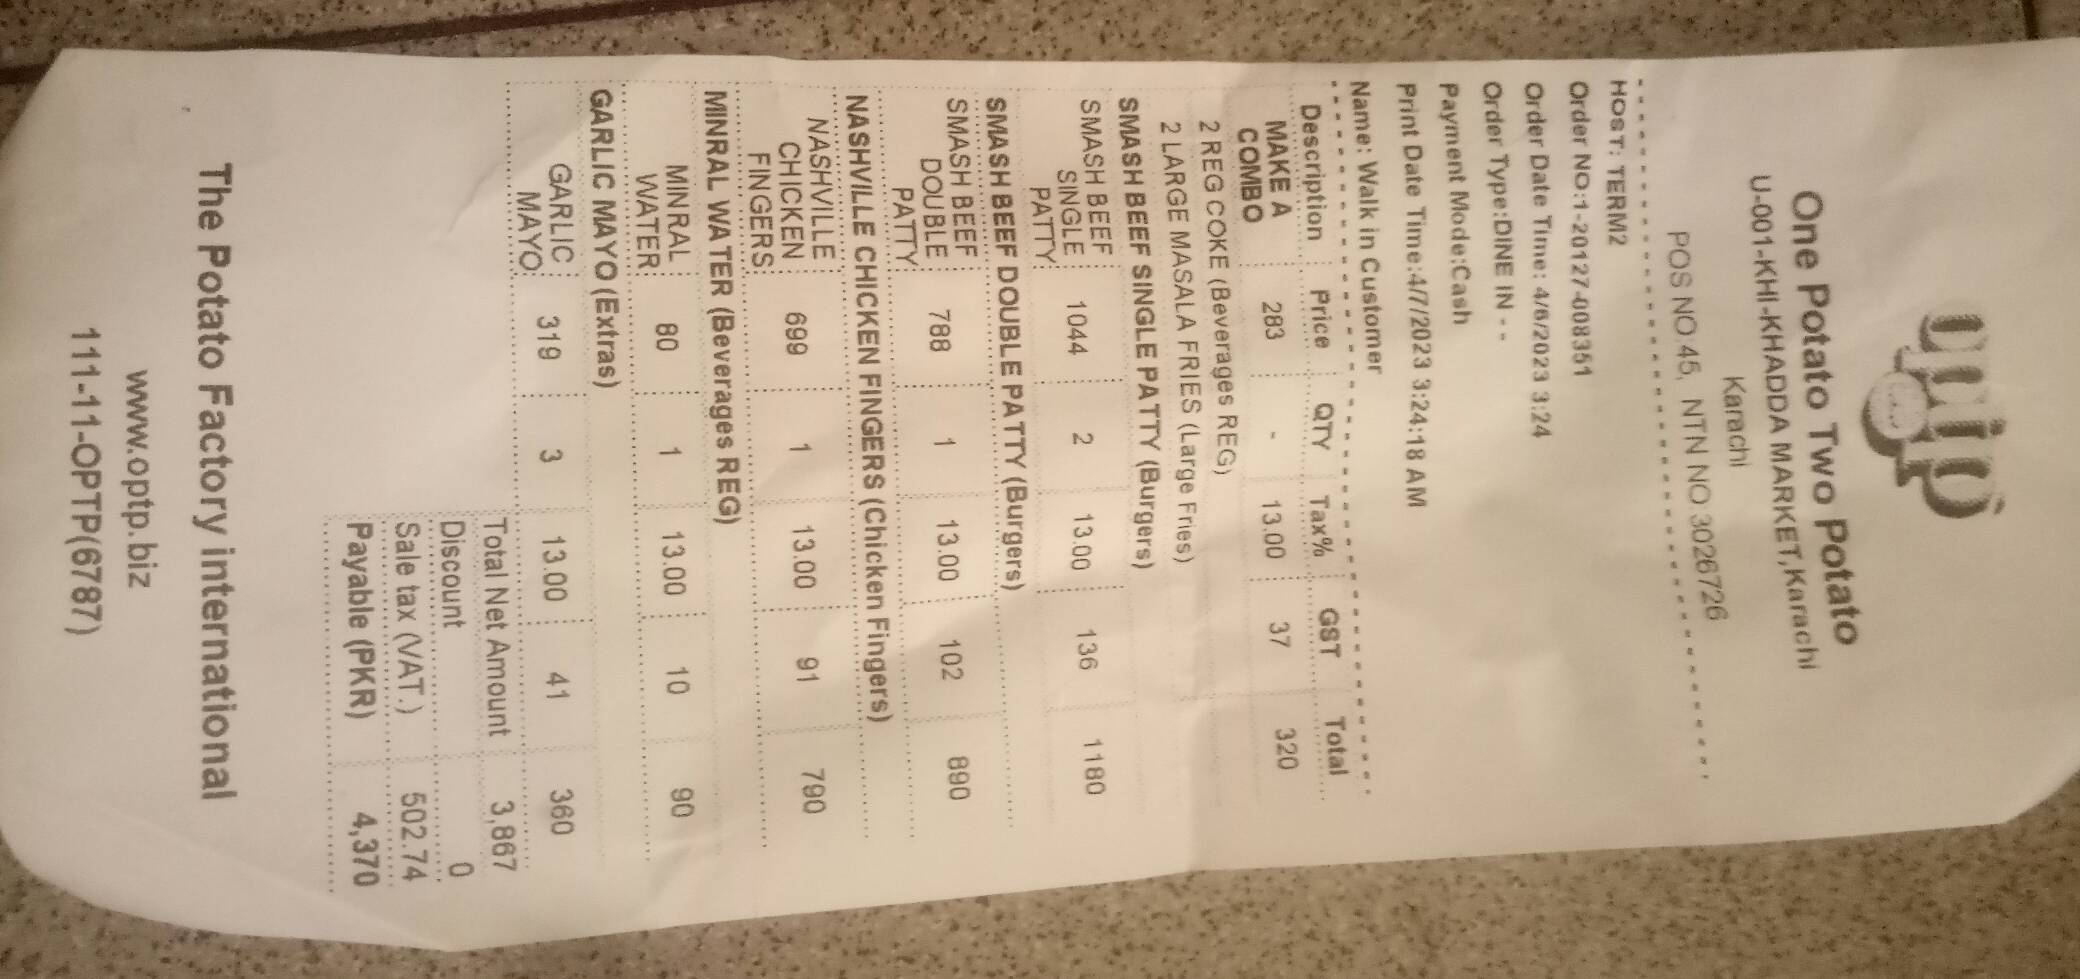 One Potato Two Potato
U-001-KHI-KHADDA MARKET,Karachi
Karachi
POS NO.45, NTN NO.3026726
HOST: TERM2
Order NO:1-20127-008351
Order Date Time: 4/6/2023 3:24
Order Type:DINE IN - -
Payment Mode:Cash
Print Date Time:4/7/2023 3:24:18 AM
Name: Walk in Customer
Description Price QTY Tax% GST Total
MAKE A COMBO 283 - 13.00 37 320
2 REG COKE (Beverages REG)
2 LARGE MASALA FRIES (Large Fries)
SMASH BEEF SINGLE PATTY (Burgers)
SMASH BEEF
SINGLE 1044 2 13.00 136 1180
PATTY
SMASH BEEF DOUBLE PATTY (Burgers)
SMASH BEEF
DOUBLE 788 1 13.00 102 890
PATTY
NASHVILLE CHICKEN FINGERS (Chicken Fingers)
NASHVILLE
CHICKEN 699 1 13.00 91 790
FINGERS
MINRAL WATER (Beverages REG)
MINRAL 80 1 13.00 10 90
WATER
GARLIC MAYO (Extras)
GARLIC 319 3 13.00 41 360
MAYO
Total Net Amount 3,867
Discount 0
Sale tax (VAT.) 502.74
Payable (PKR) 4,370
The Potato Factory international
www.optp.biz
111-11-OPTP(6787)